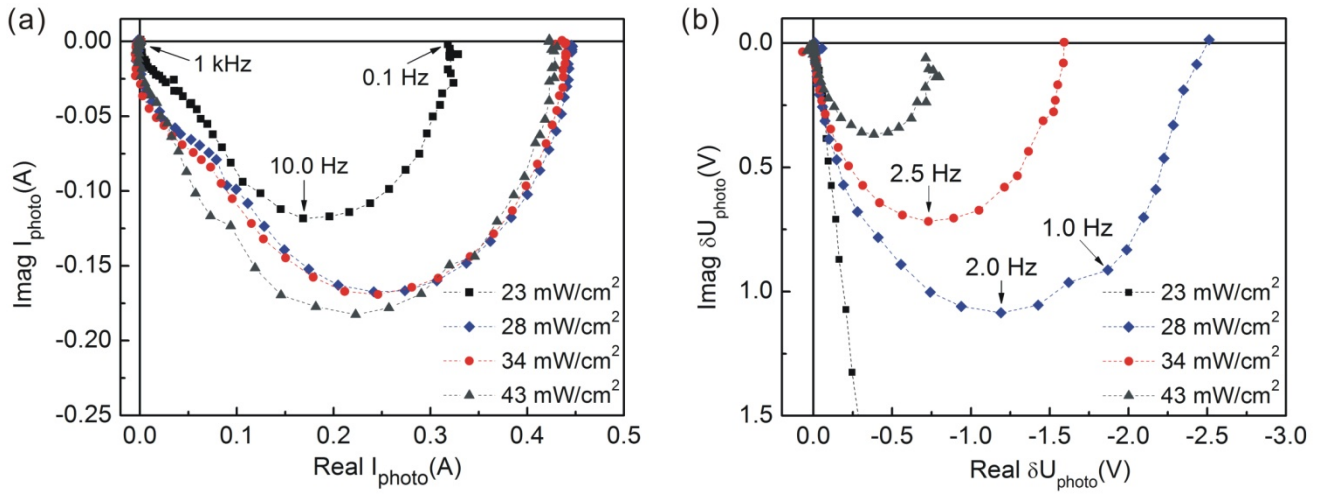 (a)
0.00
-0.05
-0.10
-0.15
-0.20
-0.25
Imag I_photo(A)
1 kHz
0.1 Hz
10.0 Hz
23 mW/cm²
28 mW/cm²
34 mW/cm²
43 mW/cm²
0.0 0.1 0.2 0.3 0.4 0.5
Real I_photo(A)
(b)
0.0
0.5
1.0
1.5
Imag δU_photo(V)
2.5 Hz
1.0 Hz
2.0 Hz
23 mW/cm²
28 mW/cm²
34 mW/cm²
43 mW/cm²
0.0 -0.5 -1.0 -1.5 -2.0 -2.5 -3.0
Real δU_photo(V)